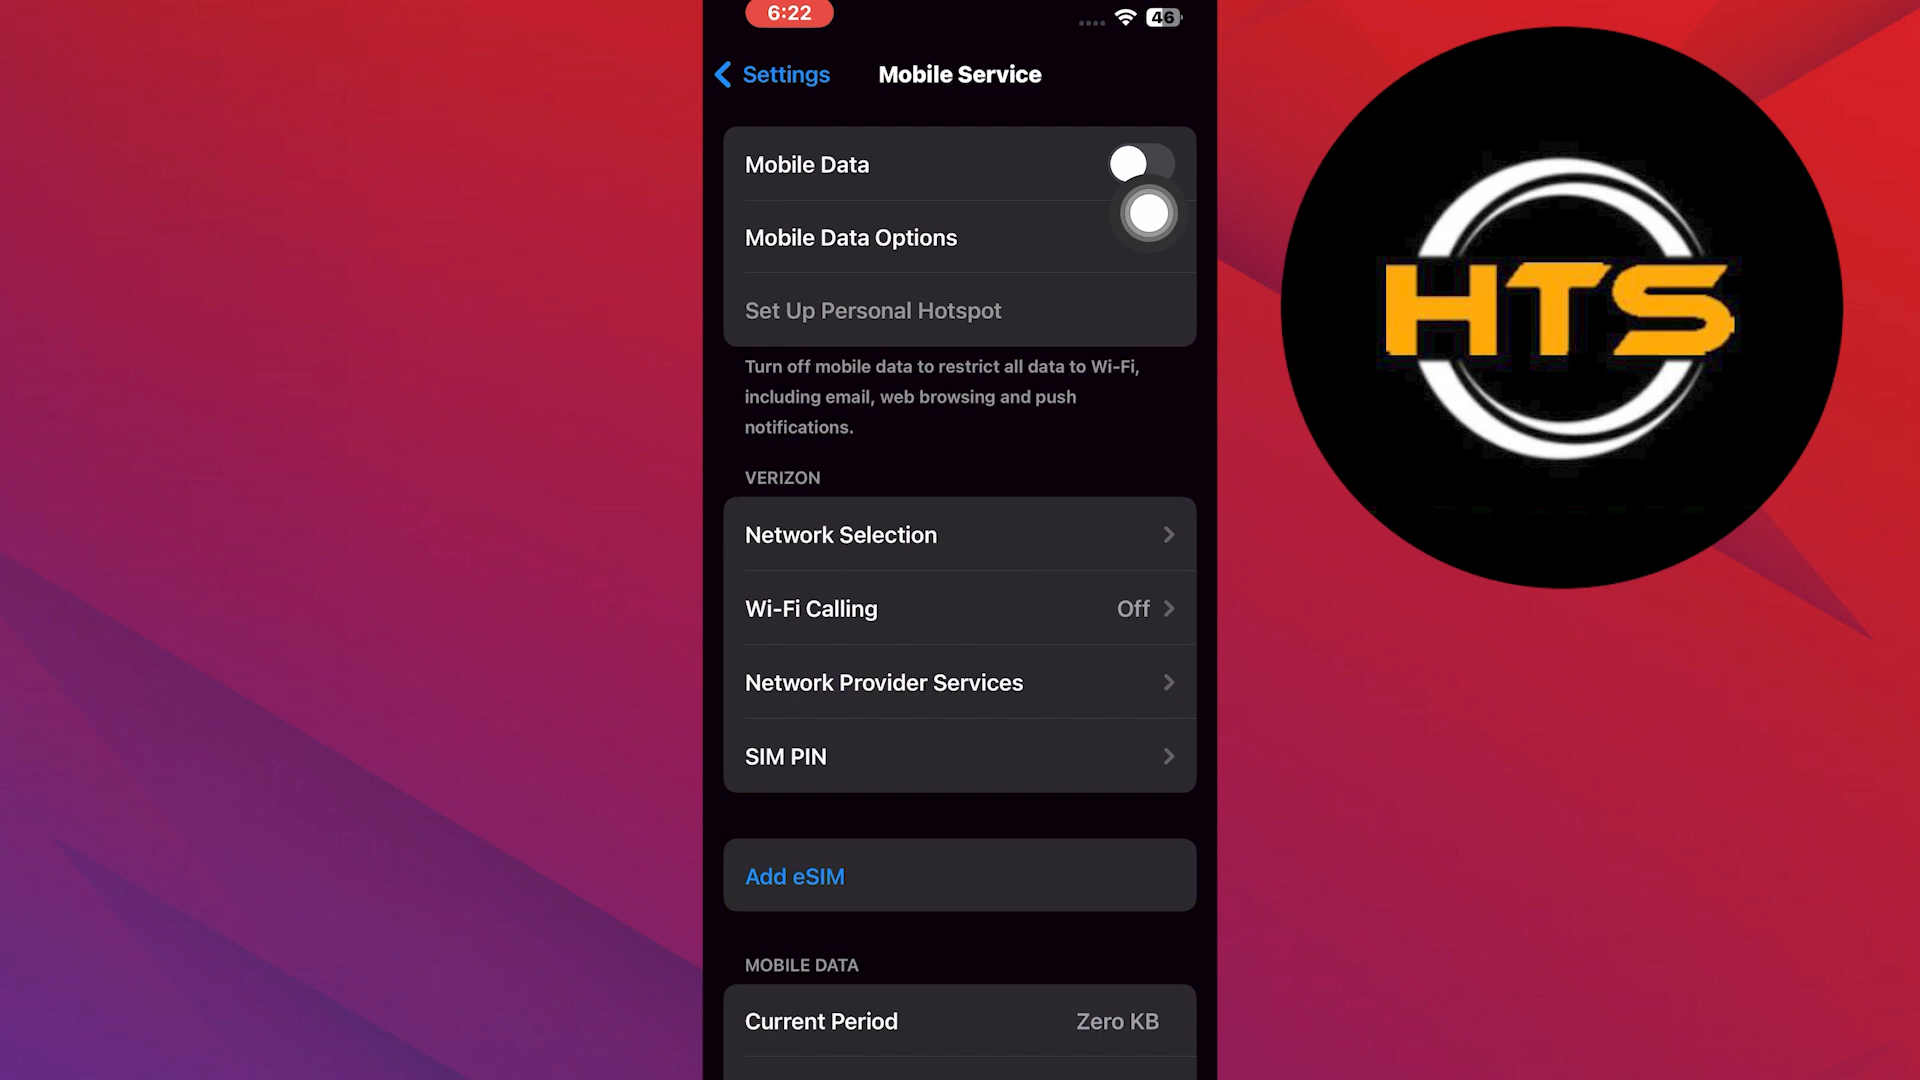 6:22
46
Settings
Mobile Service
Mobile Data
Mobile Data Options
Set Up Personal Hotspot
Turn off mobile data to restrict all data to Wi-Fi,
including email, web browsing and push
notifications.
VERIZON
Network Selection
Wi-Fi Calling Off
Network Provider Services
SIM PIN
Add eSIM
MOBILE DATA
Current Period Zero KB
HTS